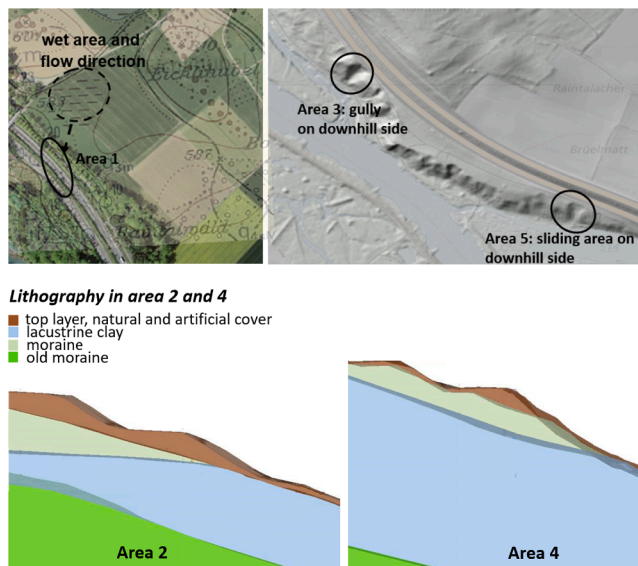 wet area and
flow direction
Eichhubel
583
Area 1
587
Area 3: gully
on downhill side
Raintalacher
Brüelmatt
Area 5: sliding area on
downhill side
Lithography in area 2 and 4
top layer, natural and artificial cover
lacustrine clay
moraine
old moraine
Area 2
Area 4